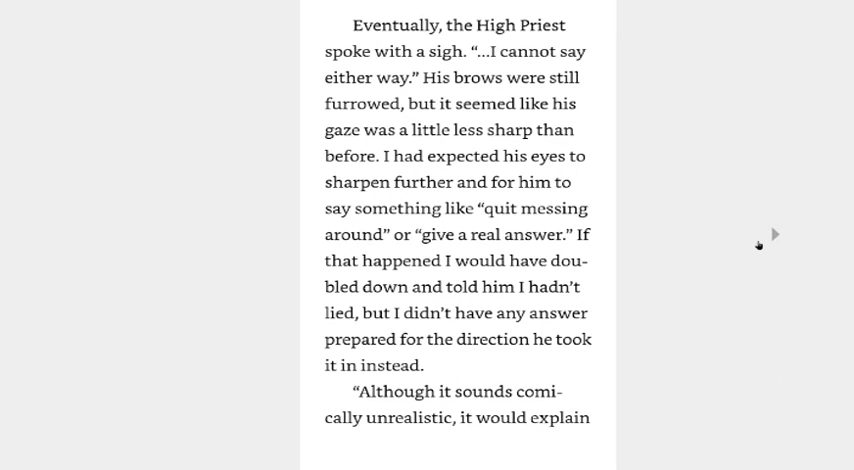 Eventually, the High Priest
spoke with a sigh. “...I cannot say
either way.” His brows were still
furrowed, but it seemed like his
gaze was a little less sharp than
before. I had expected his eyes to
sharpen further and for him to
say something like “quit messing
around” or “give a real answer.” If
that happened I would have dou-
bled down and told him I hadn’t
lied, but I didn’t have any answer
prepared for the direction he took
it in instead.
“Although it sounds comi-
cally unrealistic, it would explain